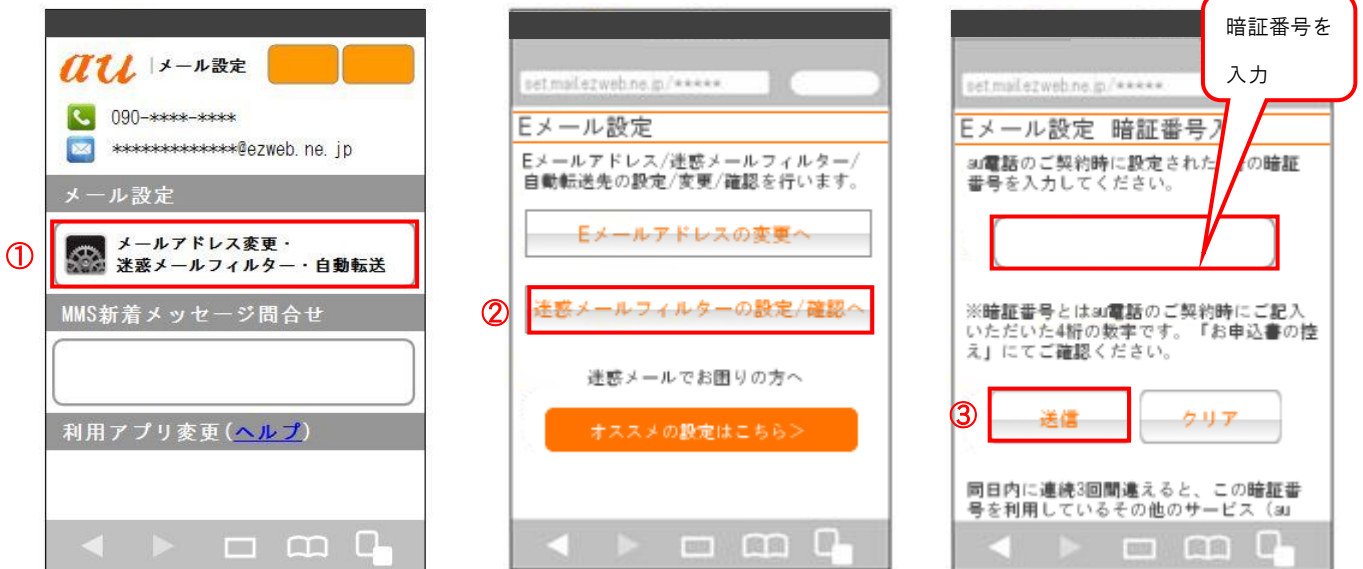 au メール設定
090-****-****
*************@ezweb.ne.jp
メール設定
①
メールアドレス変更・
迷惑メールフィルター・自動転送
MMS新着メッセージ問合せ
利用アプリ変更(ヘルプ)
set.mail.ezweb.ne.jp/*****
Eメール設定
Eメールアドレス/迷惑メールフィルター/
自動転送先の設定/変更/確認を行います。
Eメールアドレスの変更へ
②
迷惑メールフィルターの設定/確認へ
迷惑メールでお困りの方へ
オススメの設定はこちら＞
暗証番号を
入力
set.mail.ezweb.ne.jp/*****
Eメール設定 暗証番号入
au電話のご契約時に設定された の暗証
番号を入力してください。
※暗証番号とはau電話のご契約時にご記入
いただいた4桁の数字です。「お申込書の控
え」にてご確認ください。
③
送信
クリア
同日内に連続3回間違えると、この暗証番
号を利用しているその他のサービス（au